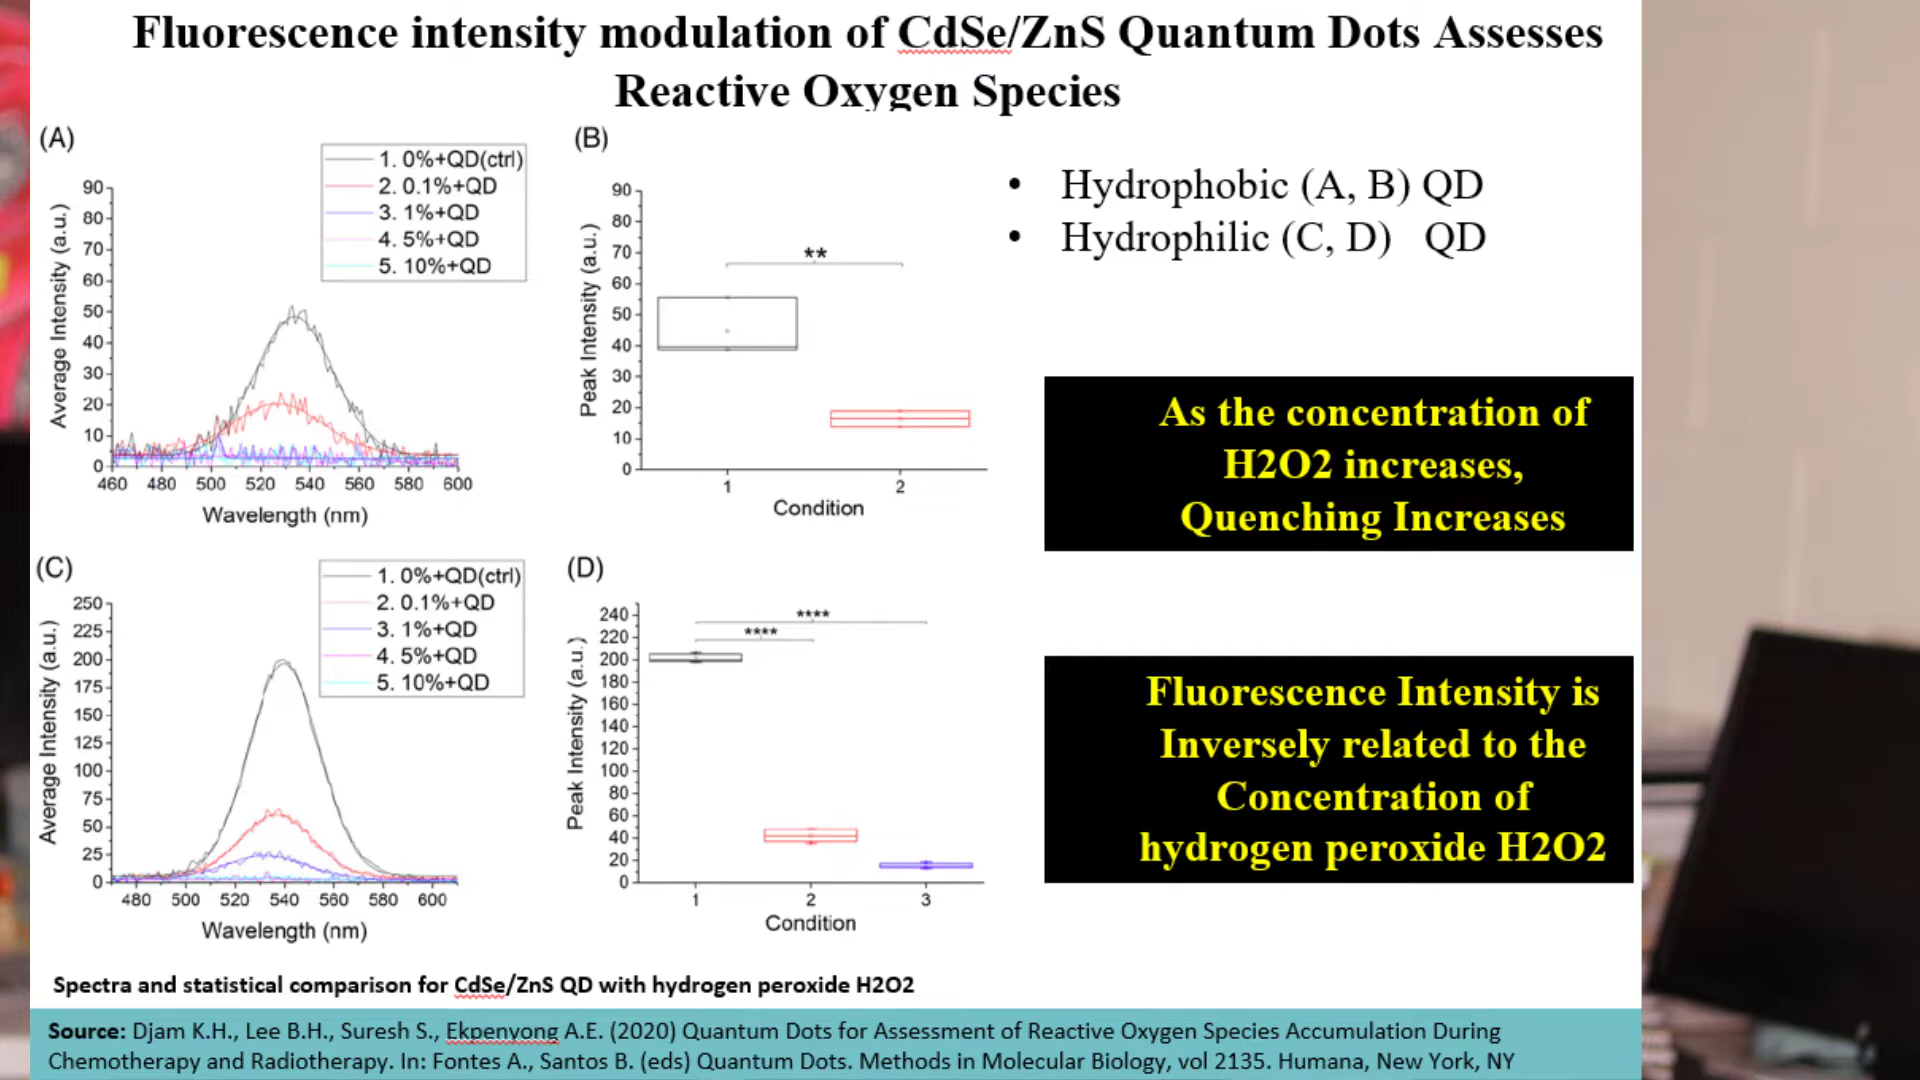 Fluorescence intensity modulation of CdSe/ZnS Quantum Dots Assesses
Reactive Oxygen Species
(A)
1. 0%+QD(ctrl)
2. 0.1%+QD
3. 1%+QD
4. 5%+QD
5. 10%+QD
90
80
70
60
50
40
30
20
10
0
Average Intensity (a.u.)
460 480 500 520 540 560 580 600
Wavelength (nm)
(B)
90
80
70
60
50
40
30
20
10
0
Peak Intensity (a.u.)
**
1 2
Condition
• Hydrophobic (A, B) QD
• Hydrophilic (C, D) QD
As the concentration of
H2O2 increases,
Quenching Increases
(C)
1. 0%+QD(ctrl)
2. 0.1%+QD
3. 1%+QD
4. 5%+QD
5. 10%+QD
250
225
200
175
150
125
100
75
50
25
0
Average Intensity (a.u.)
480 500 520 540 560 580 600
Wavelength (nm)
(D)
240
220
200
180
160
140
120
100
80
60
40
20
0
Peak Intensity (a.u.)
****
****
1 2 3
Condition
Fluorescence Intensity is
Inversely related to the
Concentration of
hydrogen peroxide H2O2
Spectra and statistical comparison for CdSe/ZnS QD with hydrogen peroxide H2O2
Source: Djam K.H., Lee B.H., Suresh S., Ekpenyong A.E. (2020) Quantum Dots for Assessment of Reactive Oxygen Species Accumulation During
Chemotherapy and Radiotherapy. In: Fontes A., Santos B. (eds) Quantum Dots. Methods in Molecular Biology, vol 2135. Humana, New York, NY